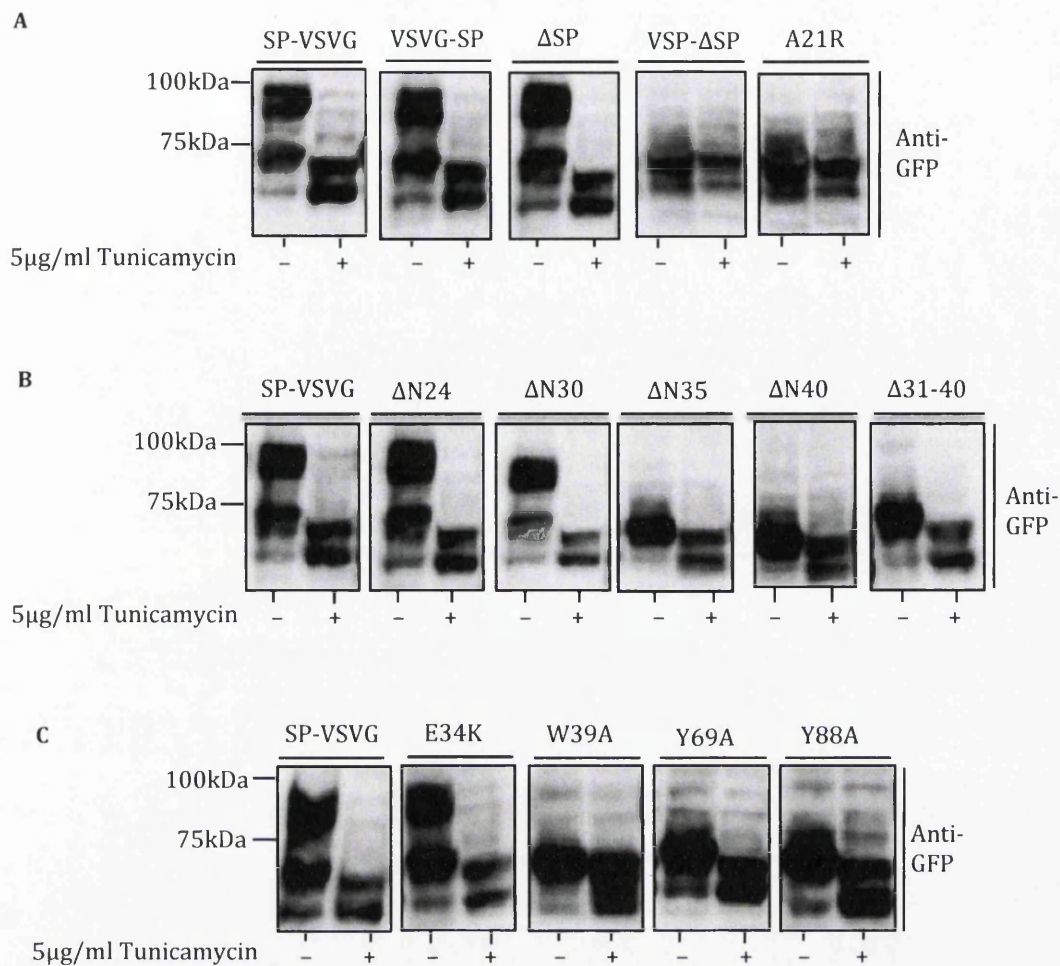 A
SP-VSVG VSVG-SP ΔSP VSP-ΔSP A21R
100kDa
75kDa
Anti-
GFP
5µg/ml Tunicamycin - + - + - + - + - +
B
SP-VSVG ΔN24 ΔN30 ΔN35 ΔN40 Δ31-40
100kDa
75kDa
Anti-
GFP
5µg/ml Tunicamycin - + - + - + - + - + - +
C
SP-VSVG E34K W39A Y69A Y88A
100kDa
75kDa
Anti-
GFP
5µg/ml Tunicamycin - + - + - + - + - +